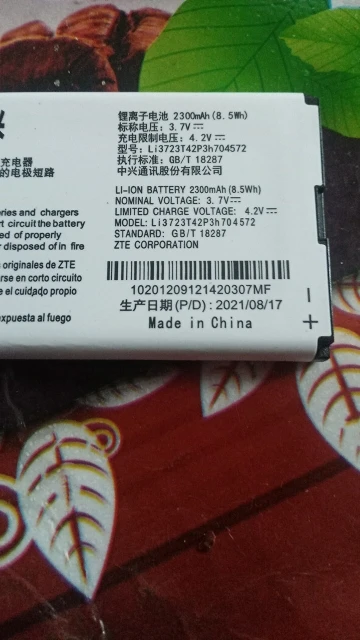 兴
充电器
的电极短路
eries and chargers
rt circuit the battery
sed of properly
r disposed of in fire
s originales de ZTE
rse en corto circuito
e el cuidado propio
expuesta al fuego
锂离子电池 2300mAh(8.5Wh)
标称电压: 3.7V⎓
充电限制电压: 4.2V⎓
型号: Li3723T42P3h704572
执行标准: GB/T 18287
中兴通讯股份有限公司
LI-ION BATTERY 2300mAh(8.5Wh)
NOMINAL VOLTAGE: 3.7V⎓
LIMITED CHARGE VOLTAGE: 4.2V⎓
MODEL: Li3723T42P3h704572
STANDARD: GB/T 18287
ZTE CORPORATION
10201209121420307MF
生产日期(P/D): 2021/08/17
Made in China
−
+